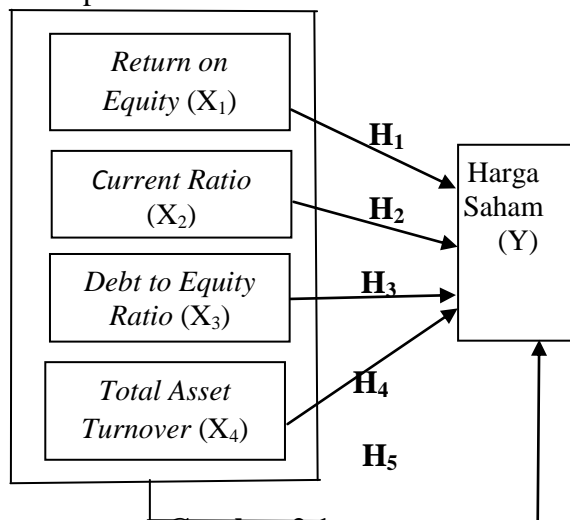 Return on
Equity (X₁)
H₁
Current Ratio
(X₂)
H₂
Harga
Saham
(Y)
Debt to Equity
Ratio (X₃)
H₃
Total Asset
Turnover (X₄)
H₄
H₅